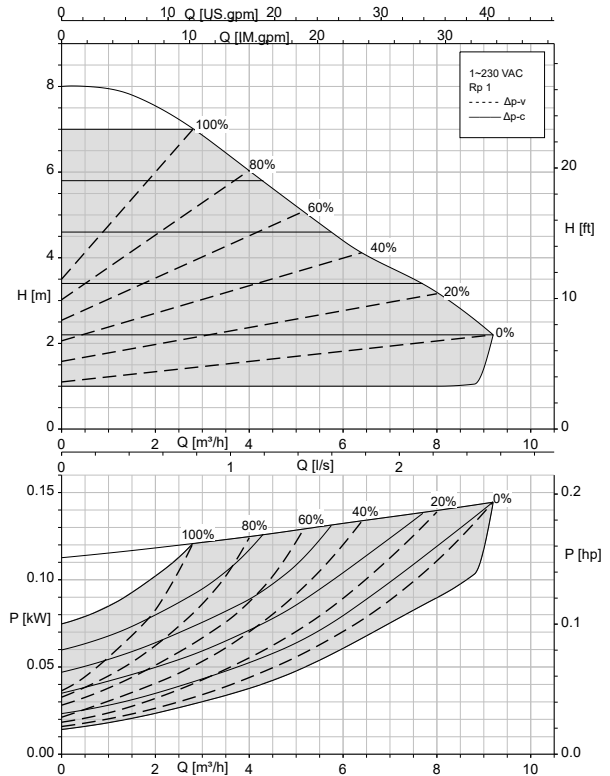 Q [US.gpm]
0 10 20 30 40
Q [IM.gpm]
0 10 20 30
8
6
4
2
0
H [m]
20
10
0
H [ft]
1~230 VAC
Rp 1
Δp-v
Δp-c
100%
80%
60%
40%
20%
0%
0 2 4 6 8 10
Q [m³/h]
0 1 2
Q [l/s]
0.15
0.10
0.05
0.00
P [kW]
0.2
0.1
0.0
P [hp]
100%
80%
60%
40%
20%
0%
0 2 4 6 8 10
Q [m³/h]